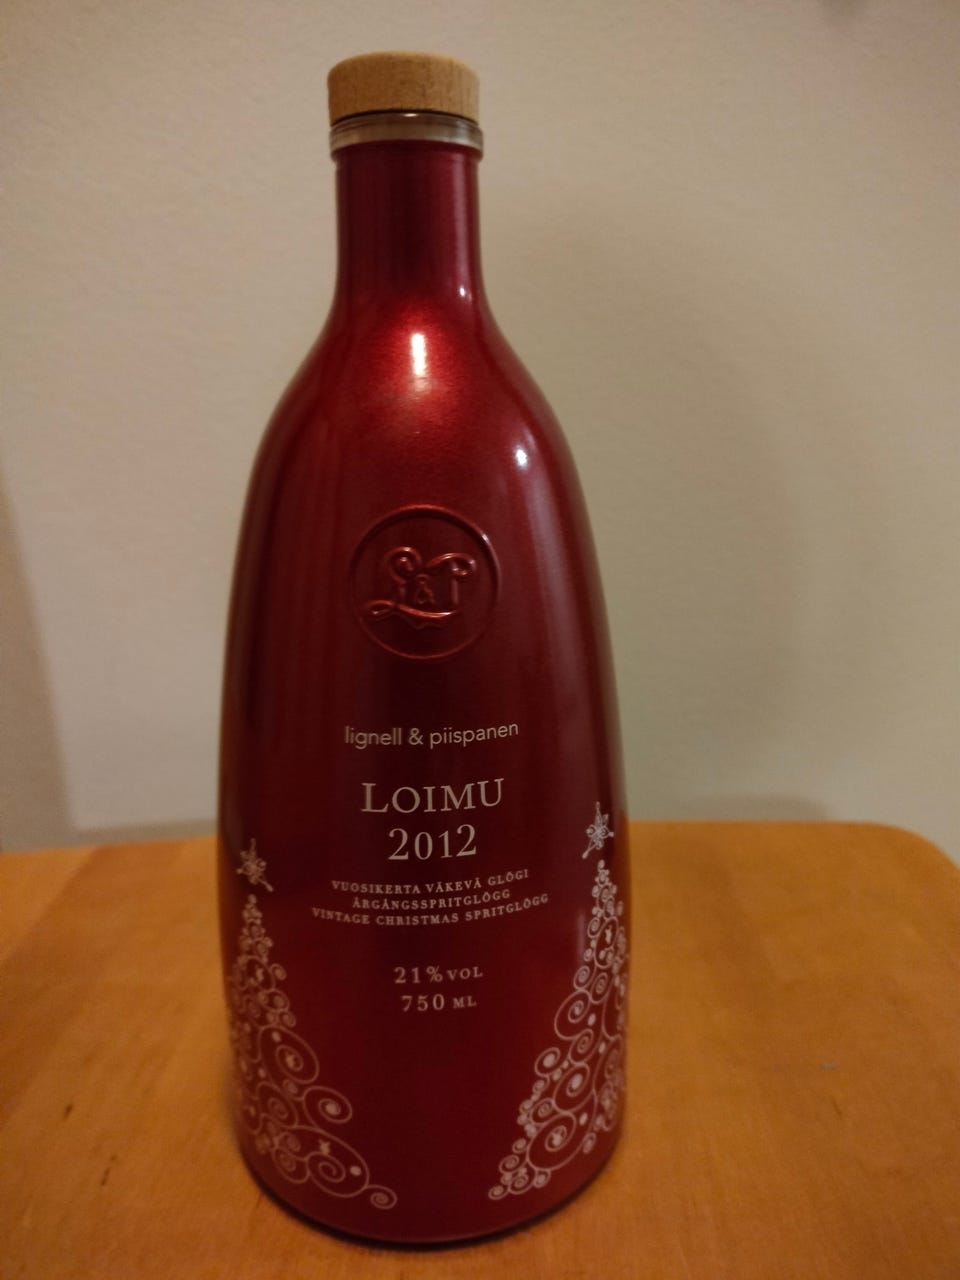 L&P
lignell & piispanen
LOIMU
2012
VUOSIKERTA VÄKEVÄ GLÖGI
ÅRGÅNGSSPRITGLÖGG
VINTAGE CHRISTMAS SPRITGLÖGG
21% VOL
750 ML